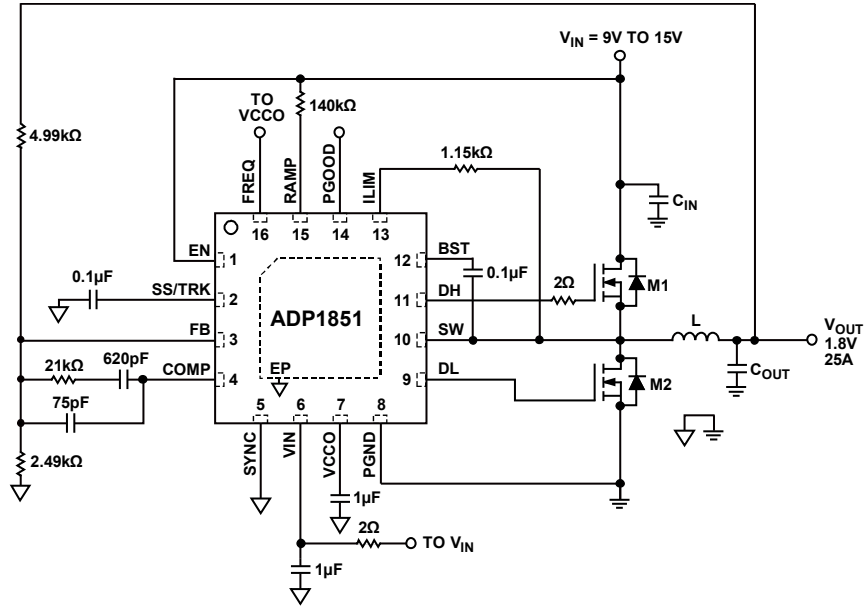 V_IN = 9V TO 15V
TO
VCCO
140kΩ
4.99kΩ
1.15kΩ
FREQ
RAMP
PGOOD
ILIM
C_IN
16
15
14
13
EN
1
12
BST
0.1µF
0.1µF
SS/TRK
2
11
DH
2Ω
M1
ADP1851
L
V_OUT
1.8V
25A
FB
3
10
SW
21kΩ
620pF
COMP
4
EP
9
DL
M2
C_OUT
75pF
5
6
7
8
2.49kΩ
SYNC
VIN
VCCO
PGND
1µF
2Ω
TO V_IN
1µF